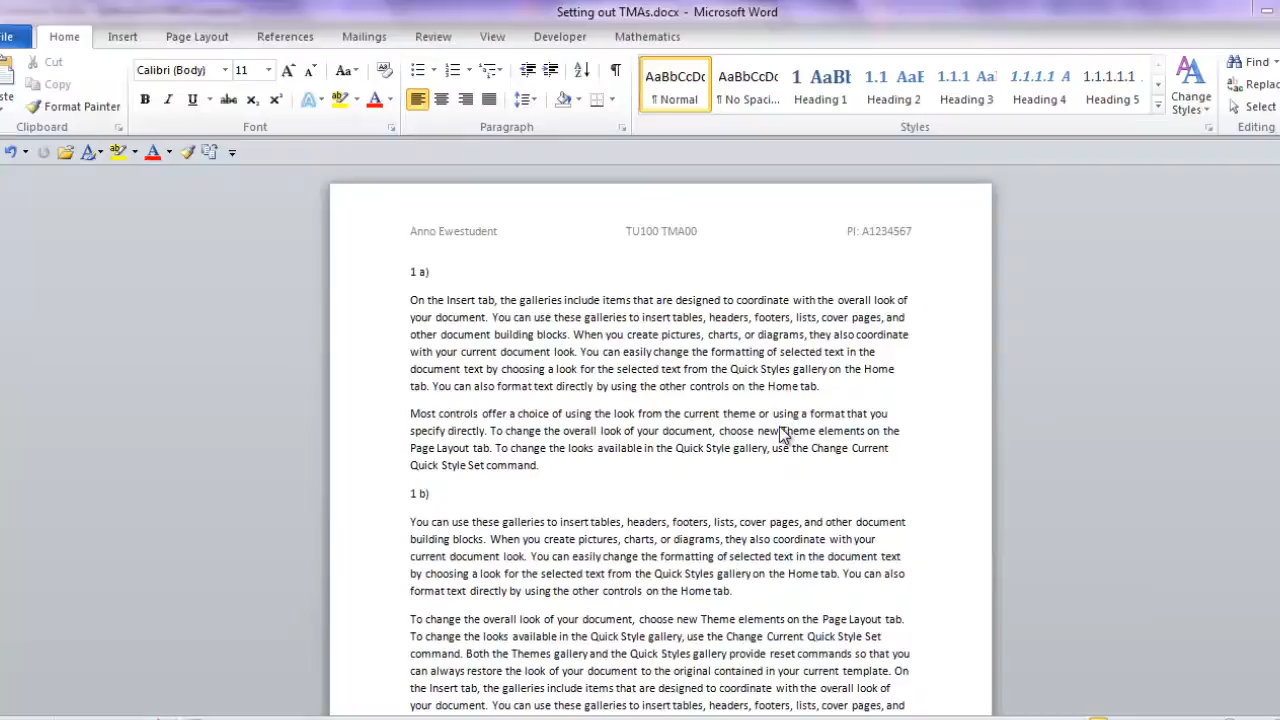 Setting out TMAs.docx - Microsoft Word
File Home Insert Page Layout References Mailings Review View Developer Mathematics
Cut
Copy
Format Painter
Clipboard
Calibri (Body) 11
Font
Paragraph
AaBbCcDc AaBbCcDc 1 AaBb 1.1 AaB 1.1.1 Aa 1.1.1.1 A 1.1.1.1.1
¶ Normal ¶ No Spaci... Heading 1 Heading 2 Heading 3 Heading 4 Heading 5
Styles
Change
Styles
Find
Replac
Select
Editing
Anno Ewestudent TU100 TMA00 PI: A1234567
1 a)
On the Insert tab, the galleries include items that are designed to coordinate with the overall look of
your document. You can use these galleries to insert tables, headers, footers, lists, cover pages, and
other document building blocks. When you create pictures, charts, or diagrams, they also coordinate
with your current document look. You can easily change the formatting of selected text in the
document text by choosing a look for the selected text from the Quick Styles gallery on the Home
tab. You can also format text directly by using the other controls on the Home tab.
Most controls offer a choice of using the look from the current theme or using a format that you
specify directly. To change the overall look of your document, choose new Theme elements on the
Page Layout tab. To change the looks available in the Quick Style gallery, use the Change Current
Quick Style Set command.
1 b)
You can use these galleries to insert tables, headers, footers, lists, cover pages, and other document
building blocks. When you create pictures, charts, or diagrams, they also coordinate with your
current document look. You can easily change the formatting of selected text in the document text
by choosing a look for the selected text from the Quick Styles gallery on the Home tab. You can also
format text directly by using the other controls on the Home tab.
To change the overall look of your document, choose new Theme elements on the Page Layout tab.
To change the looks available in the Quick Style gallery, use the Change Current Quick Style Set
command. Both the Themes gallery and the Quick Styles gallery provide reset commands so that you
can always restore the look of your document to the original contained in your current template. On
the Insert tab, the galleries include items that are designed to coordinate with the overall look of
your document. You can use these galleries to insert tables, headers, footers, lists, cover pages, and